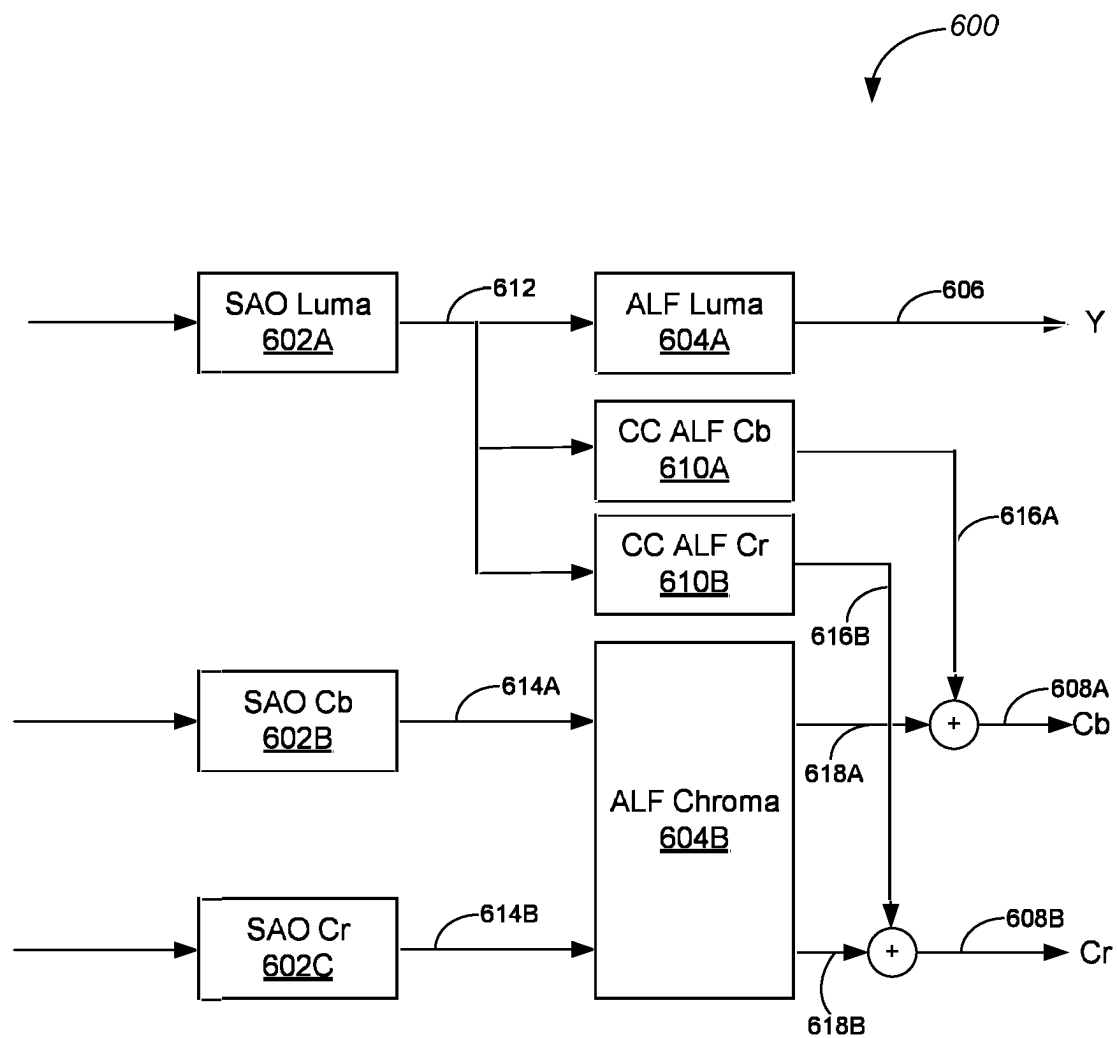 600
SAO Luma
602A
612
ALF Luma
604A
606
Y
CC ALF Cb
610A
616A
CC ALF Cr
610B
616B
SAO Cb
602B
614A
ALF Chroma
604B
618A
+
608A
Cb
SAO Cr
602C
614B
618B
+
608B
Cr